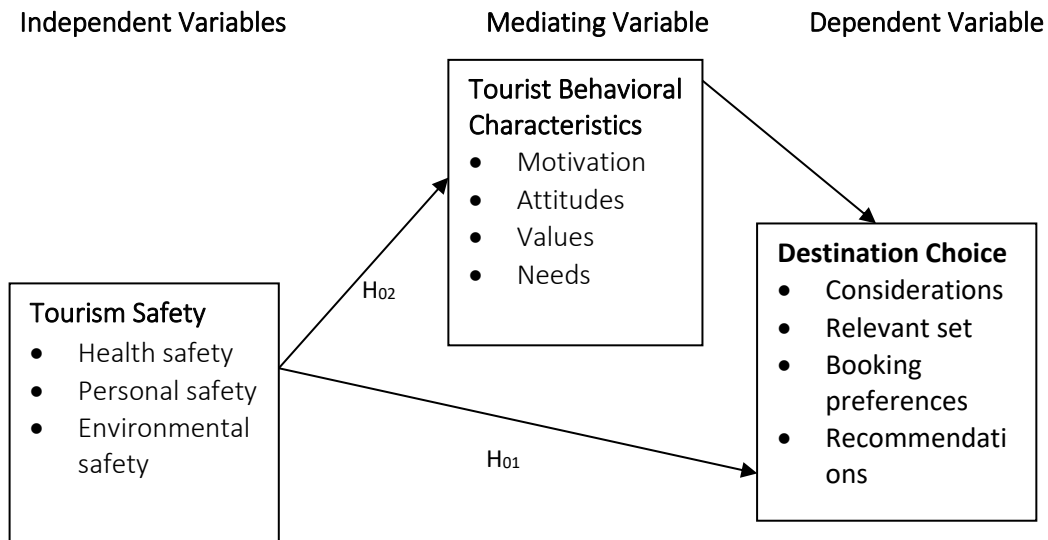 Independent Variables
Mediating Variable
Dependent Variable
Tourist Behavioral
Characteristics
• Motivation
• Attitudes
• Values
• Needs
Destination Choice
• Considerations
• Relevant set
• Booking
preferences
• Recommendati
ons
Tourism Safety
• Health safety
• Personal safety
• Environmental
safety
H02
H01